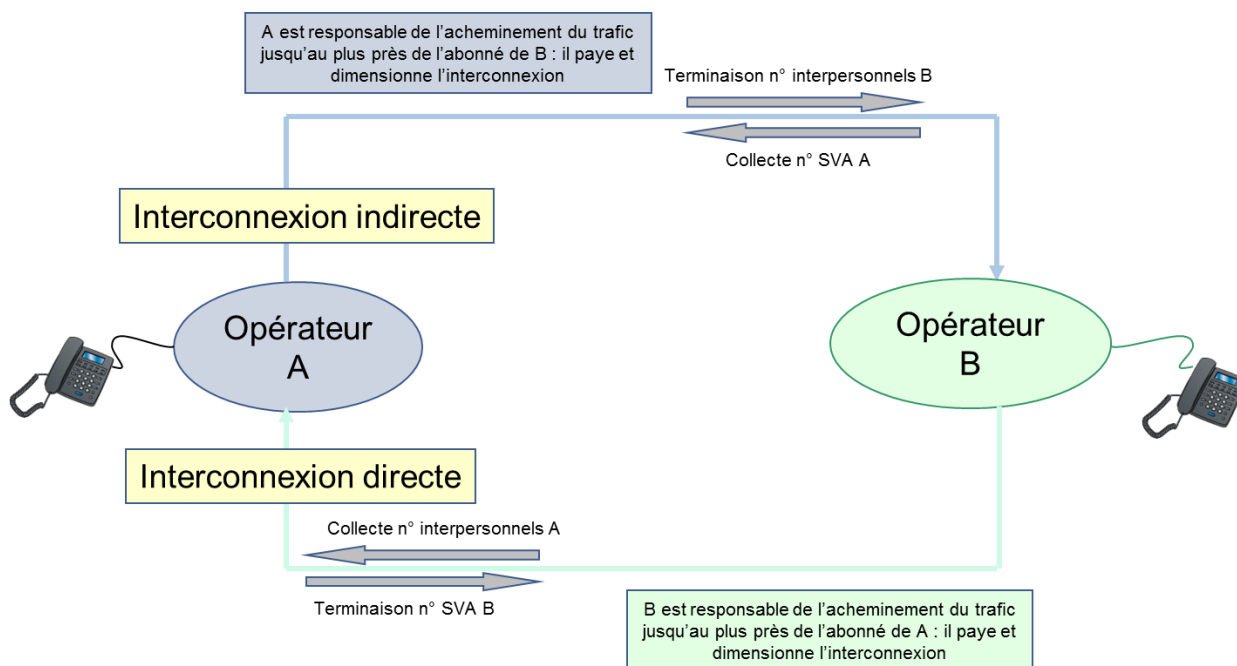 A est responsable de l'acheminement du trafic
jusqu'au plus près de l'abonné de B : il paye et
dimensionne l'interconnexion
Terminaison n° interpersonnels B
Collecte n° SVA A
Interconnexion indirecte
Opérateur
A
Opérateur
B
Interconnexion directe
Collecte n° interpersonnels A
Terminaison n° SVA B
B est responsable de l'acheminement du trafic
jusqu'au plus près de l'abonné de A : il paye et
dimensionne l'interconnexion